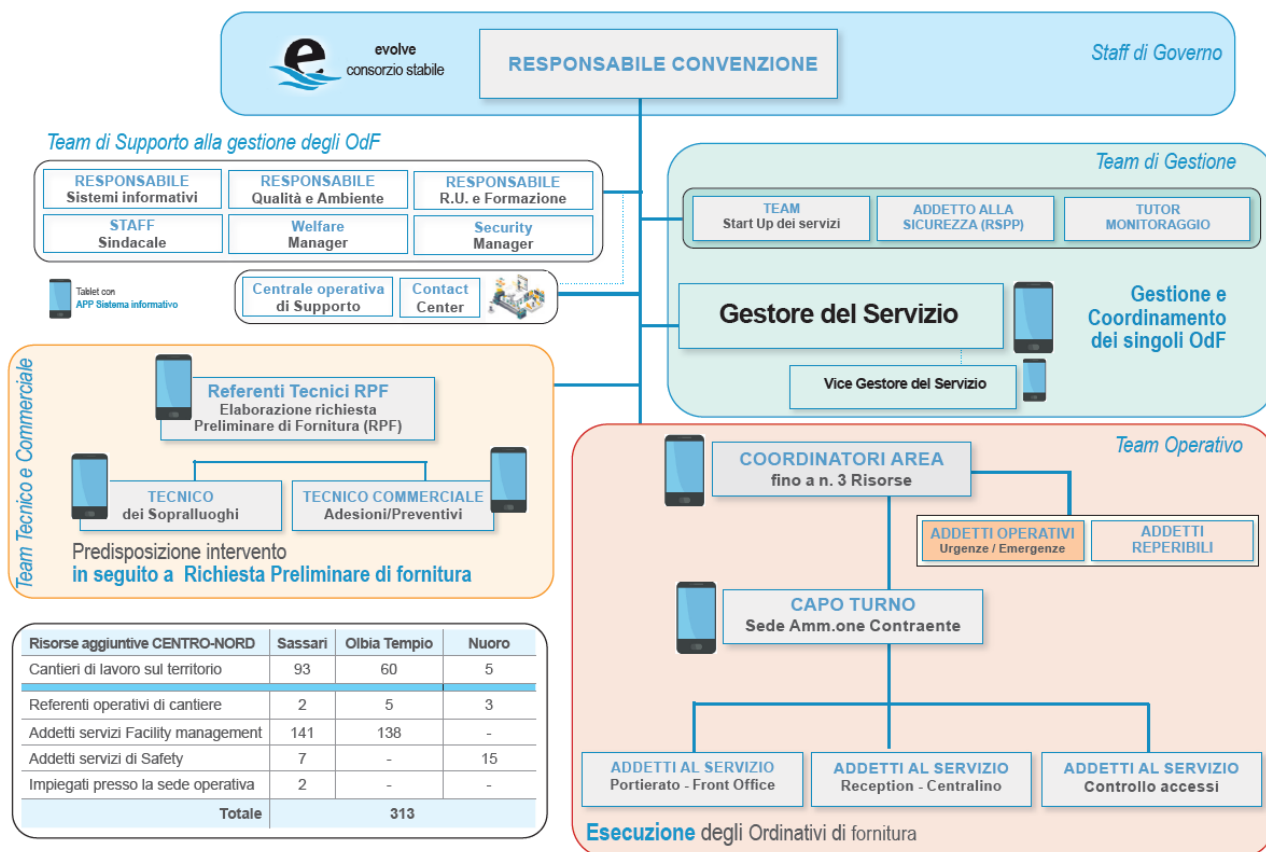 evolve
consorzio stabile
RESPONSABILE CONVENZIONE
Staff di Governo
Team di Supporto alla gestione degli OdF
RESPONSABILE
Sistemi informativi
RESPONSABILE
Qualità e Ambiente
RESPONSABILE
R.U. e Formazione
STAFF
Sindacale
Welfare
Manager
Security
Manager
Tablet con
APP Sistema informativo
Centrale operativa
di Supporto
Contact
Center
Team di Gestione
TEAM
Start Up dei servizi
ADDETTO ALLA
SICUREZZA (RSPP)
TUTOR
MONITORAGGIO
Gestore del Servizio
Gestione e
Coordinamento
dei singoli OdF
Vice Gestore del Servizio
Team Tecnico e Commerciale
Referenti Tecnici RPF
Elaborazione richiesta
Preliminare di Fornitura (RPF)
TECNICO
dei Sopralluoghi
TECNICO COMMERCIALE
Adesioni/Preventivi
Predisposizione intervento
in seguito a Richiesta Preliminare di fornitura
Team Operativo
COORDINATORI AREA
fino a n. 3 Risorse
ADDETTI OPERATIVI
Urgenze / Emergenze
ADDETTI
REPERIBILI
CAPO TURNO
Sede Amm.one Contraente
ADDETTI AL SERVIZIO
Portierato - Front Office
ADDETTI AL SERVIZIO
Reception - Centralino
ADDETTI AL SERVIZIO
Controllo accessi
Esecuzione degli Ordinativi di fornitura
Risorse aggiuntive CENTRO-NORD Sassari Olbia Tempio Nuoro
Cantieri di lavoro sul territorio 93 60 5
Referenti operativi di cantiere 2 5 3
Addetti servizi Facility management 141 138 -
Addetti servizi di Safety 7 - 15
Impiegati presso la sede operativa 2 - -
Totale 313